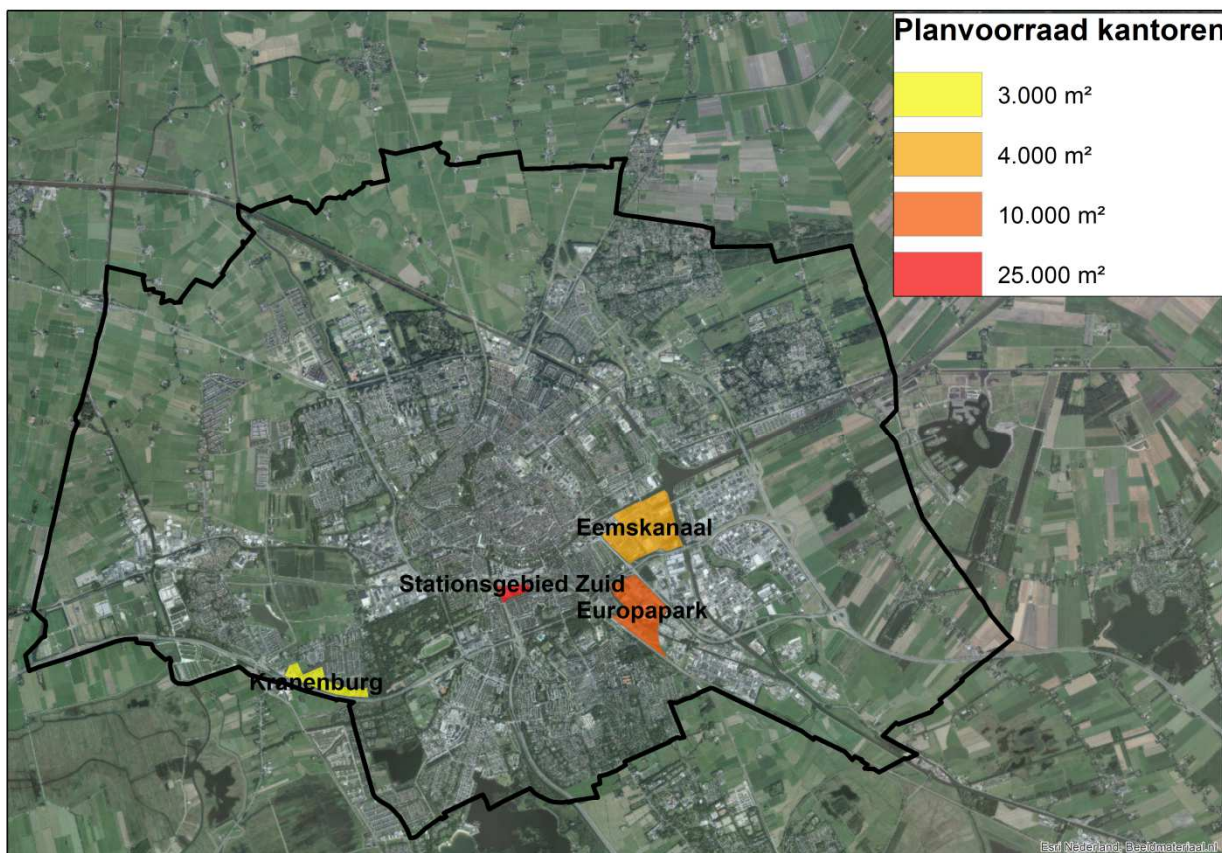 Planvoorraad kantoren
3.000 m²
4.000 m²
10.000 m²
25.000 m²
Eemskanaal
Stationsgebied Zuid
Europapark
Kranenburg
Esri Nederland, Beeldmateriaal.nl